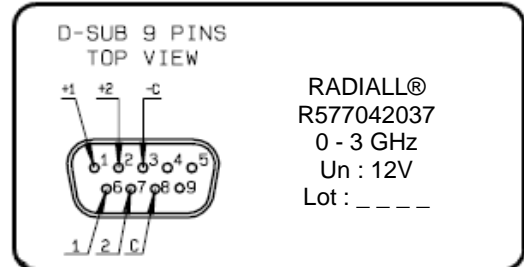 D-SUB 9 PINS
TOP VIEW
+1 +2 -C
1 2 3 4 5
6 7 8 9
1 2 C
RADIALL®
R577042037
0 - 3 GHz
Un : 12V
Lot : _ _ _ _